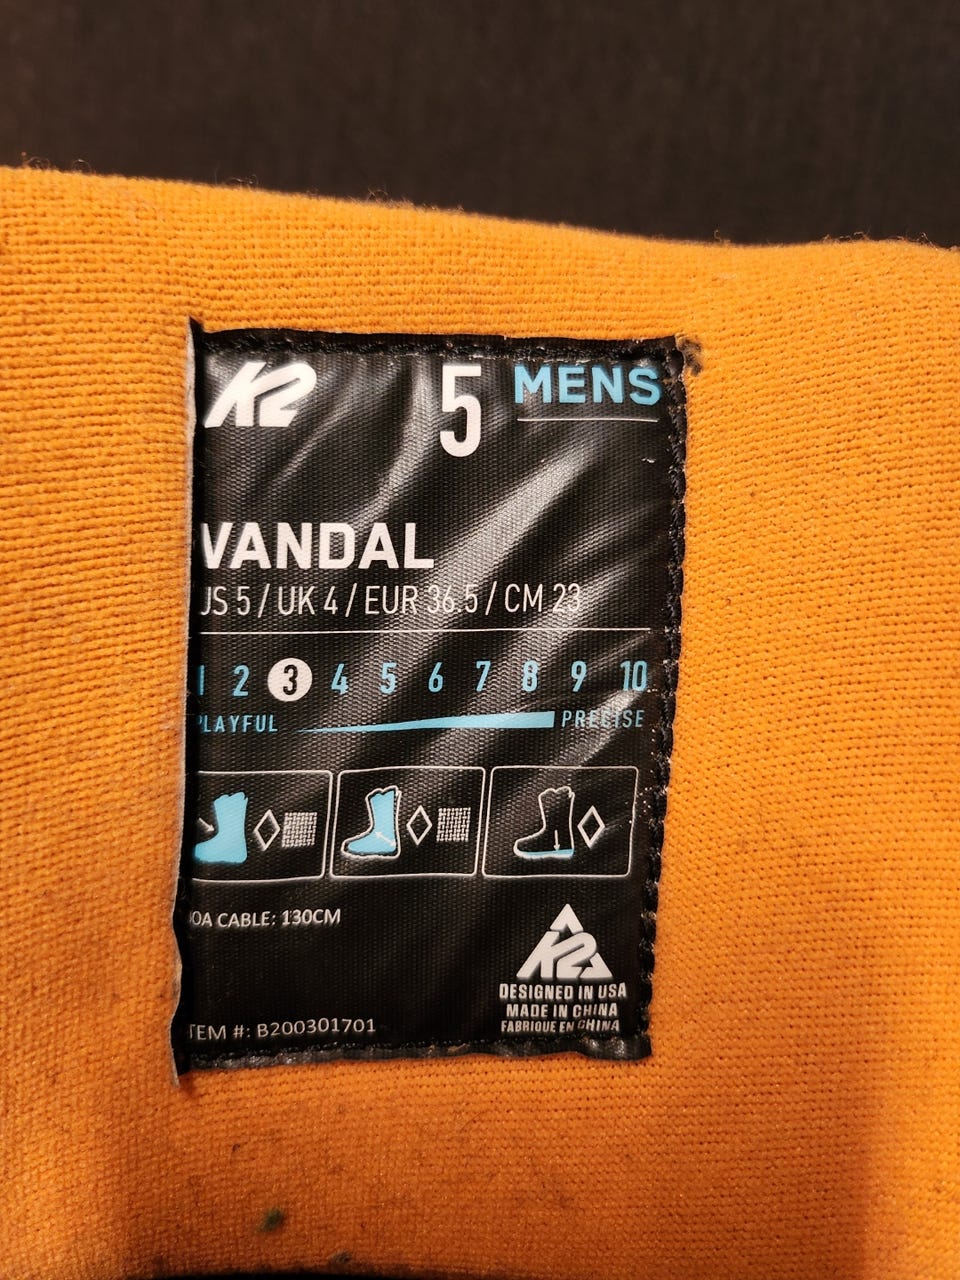 K2 5 MENS
VANDAL
US 5 / UK 4 / EUR 36.5 / CM 23
1 2 3 4 5 6 7 8 9 10
PLAYFUL PRECISE
BOA CABLE: 130CM
K2
DESIGNED IN USA
MADE IN CHINA
FABRIQUE EN CHINA
ITEM #: B200301701